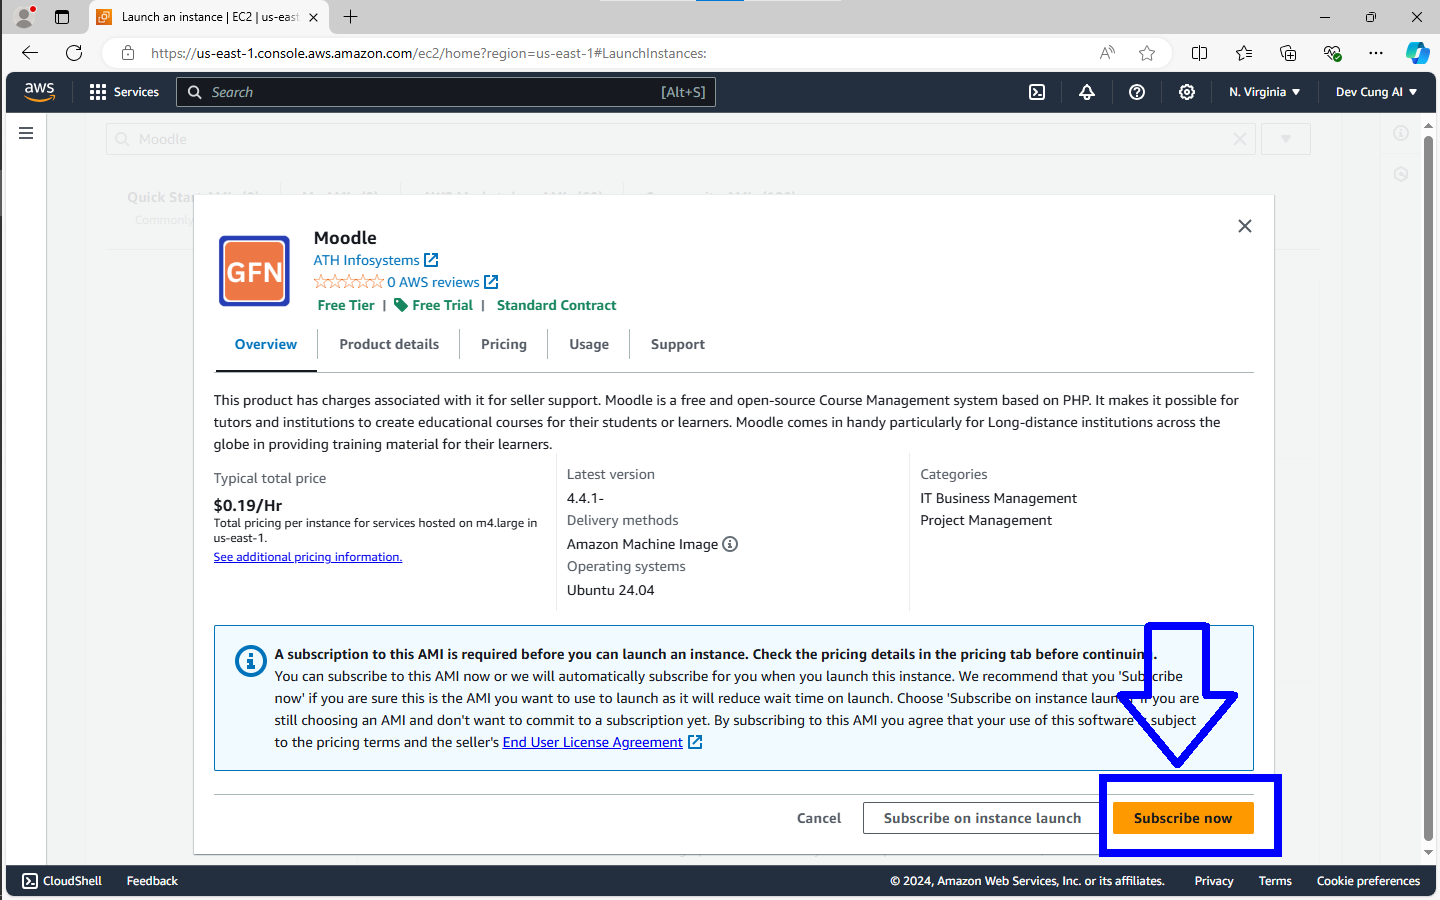 Launch an instance | EC2 | us-eas
https://us-east-1.console.aws.amazon.com/ec2/home?region=us-east-1#LaunchInstances:
aws
Services
Search
[Alt+S]
N. Virginia
Dev Cung AI
Moodle
Quick Star
Commonly
Moodle
GFN
ATH Infosystems
0 AWS reviews
Free Tier | Free Trial | Standard Contract
Overview
Product details
Pricing
Usage
Support
This product has charges associated with it for seller support. Moodle is a free and open-source Course Management system based on PHP. It makes it possible for
tutors and institutions to create educational courses for their students or learners. Moodle comes in handy particularly for Long-distance institutions across the
globe in providing training material for their learners.
Typical total price
$0.19/Hr
Total pricing per instance for services hosted on m4.large in
us-east-1.
See additional pricing information.
Latest version
4.4.1-
Delivery methods
Amazon Machine Image
Operating systems
Ubuntu 24.04
Categories
IT Business Management
Project Management
A subscription to this AMI is required before you can launch an instance. Check the pricing details in the pricing tab before continuin.
You can subscribe to this AMI now or we will automatically subscribe for you when you launch this instance. We recommend that you 'Subscribe
now' if you are sure this is the AMI you want to use to launch as it will reduce wait time on launch. Choose 'Subscribe on instance laun if you are
still choosing an AMI and don't want to commit to a subscription yet. By subscribing to this AMI you agree that your use of this software subject
to the pricing terms and the seller's End User License Agreement
Cancel
Subscribe on instance launch
Subscribe now
CloudShell
Feedback
© 2024, Amazon Web Services, Inc. or its affiliates.
Privacy
Terms
Cookie preferences